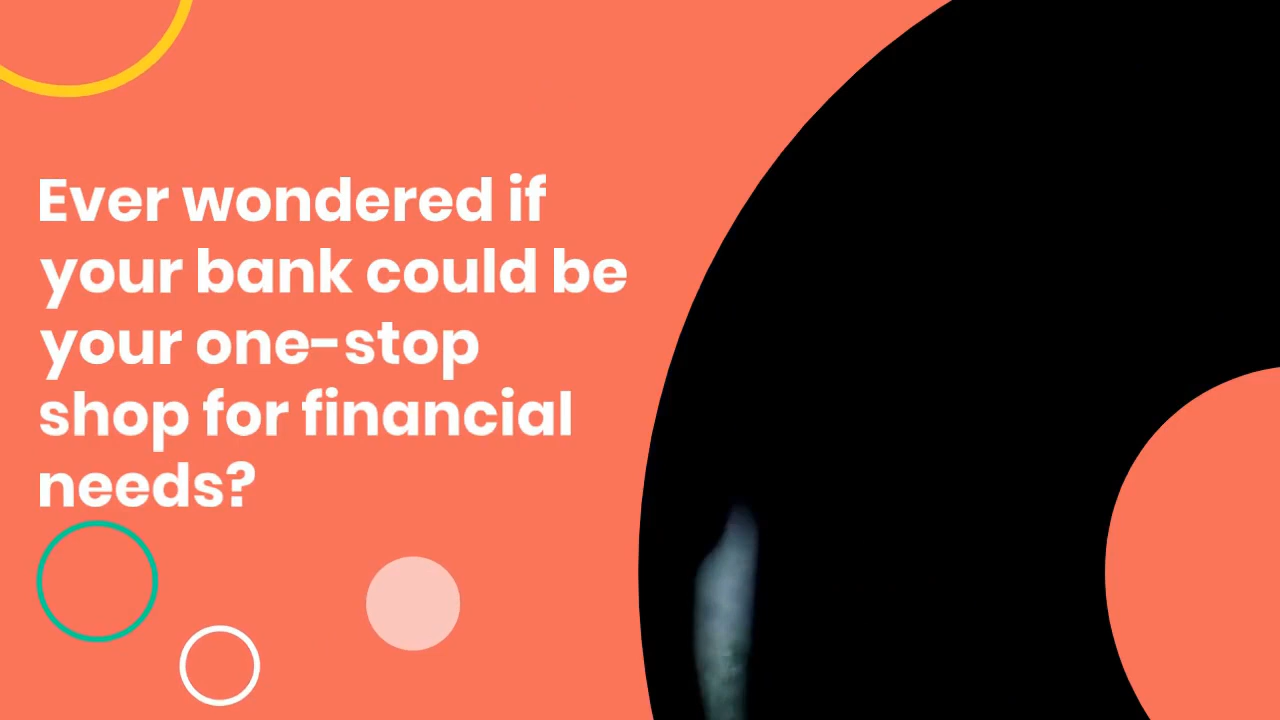 Ever wondered if
your bank could be
your one-stop
shop for financial
needs?